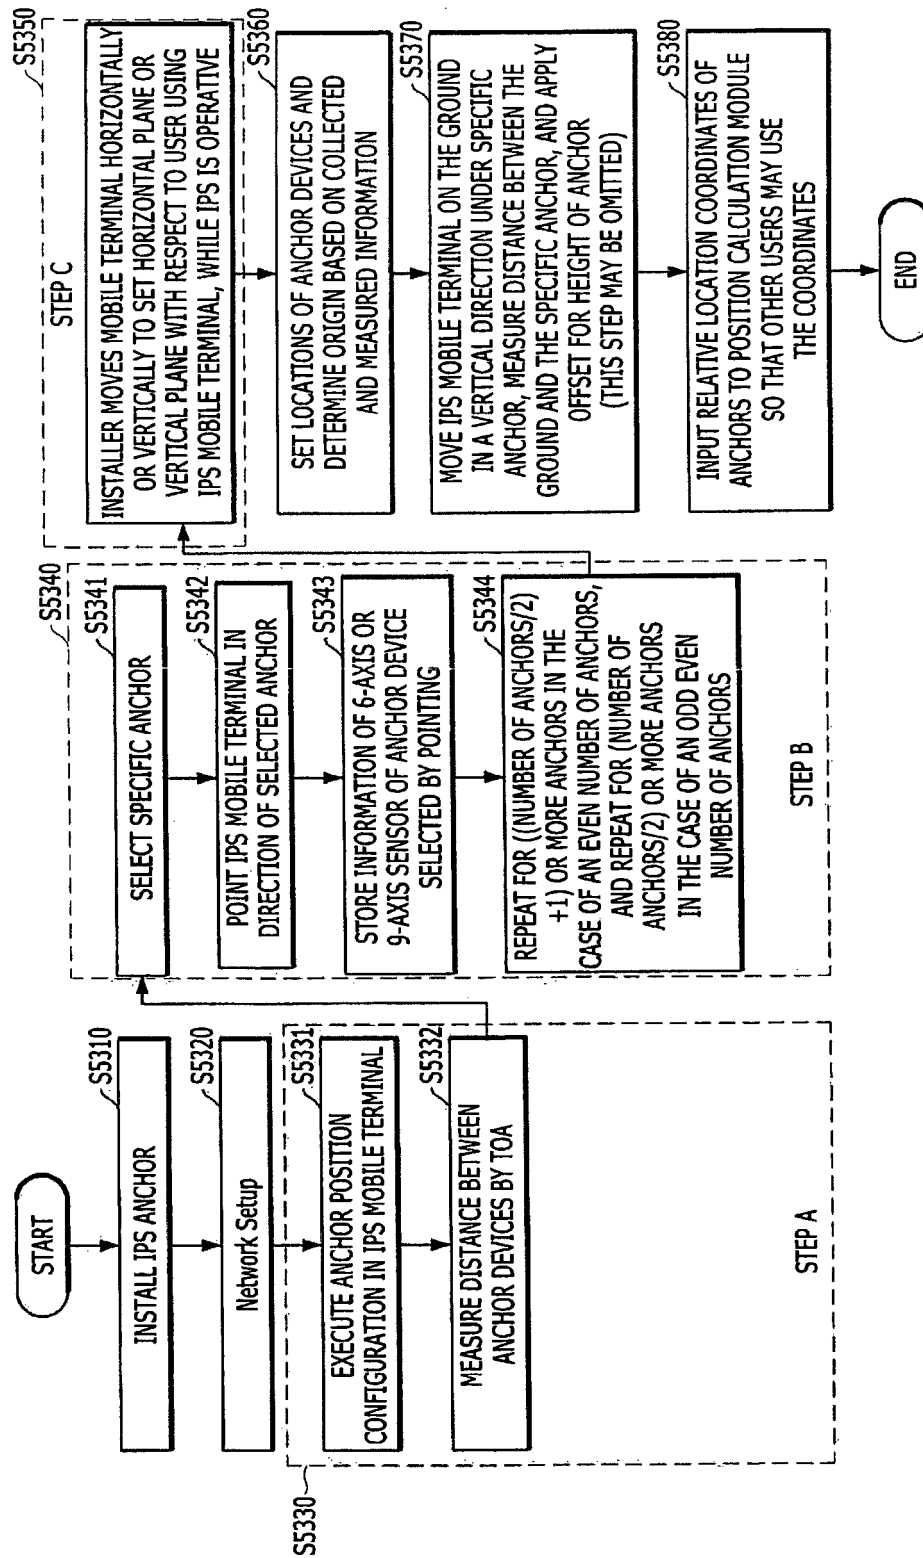 START
S5310
INSTALL IPS ANCHOR
S5320
Network Setup
S5330
S5331
EXECUTE ANCHOR POSITION
CONFIGURATION IN IPS MOBILE TERMINAL
S5332
MEASURE DISTANCE BETWEEN
ANCHOR DEVICES BY TOA
STEP A
S5340
S5341
SELECT SPECIFIC ANCHOR
S5342
POINT IPS MOBILE TERMINAL IN
DIRECTION OF SELECTED ANCHOR
S5343
STORE INFORMATION OF 6-AXIS OR
9-AXIS SENSOR OF ANCHOR DEVICE
SELECTED BY POINTING
S5344
REPEAT FOR ((NUMBER OF ANCHORS/2)
+1) OR MORE ANCHORS IN THE
CASE OF AN EVEN NUMBER OF ANCHORS,
AND REPEAT FOR (NUMBER OF
ANCHORS/2) OR MORE ANCHORS
IN THE CASE OF AN ODD EVEN
NUMBER OF ANCHORS
STEP B
S5350
STEP C
INSTALLER MOVES MOBILE TERMINAL HORIZONTALLY
OR VERTICALLY TO SET HORIZONTAL PLANE OR
VERTICAL PLANE WITH RESPECT TO USER USING
IPS MOBILE TERMINAL, WHILE IPS IS OPERATIVE
S5360
SET LOCATIONS OF ANCHOR DEVICES AND
DETERMINE ORIGIN BASED ON COLLECTED
AND MEASURED INFORMATION
S5370
MOVE IPS MOBILE TERMINAL ON THE GROUND
IN A VERTICAL DIRECTION UNDER SPECIFIC
ANCHOR, MEASURE DISTANCE BETWEEN THE
GROUND AND THE SPECIFIC ANCHOR, AND APPLY
OFFSET FOR HEIGHT OF ANCHOR
(THIS STEP MAY BE OMITTED)
S5380
INPUT RELATIVE LOCATION COORDINATES OF
ANCHORS TO POSITION CALCULATION MODULE
SO THAT OTHER USERS MAY USE
THE COORDINATES
END